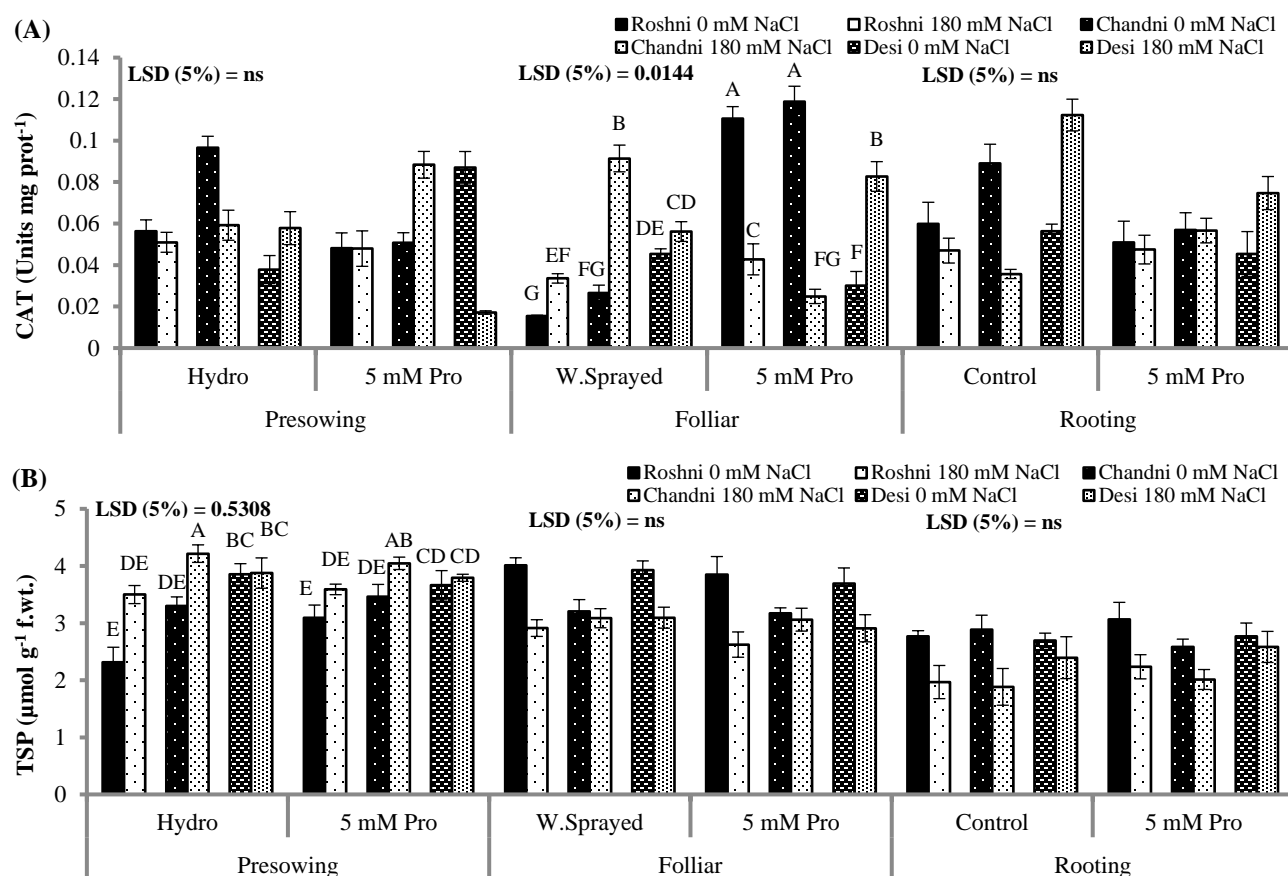 (A)
Roshni 0 mM NaCl Roshni 180 mM NaCl Chandni 0 mM NaCl
Chandni 180 mM NaCl Desi 0 mM NaCl Desi 180 mM NaCl
LSD (5%) = ns LSD (5%) = 0.0144 LSD (5%) = ns
CAT (Units mg prot⁻¹)
0.14
0.12
0.1
0.08
0.06
0.04
0.02
0
G EF FG B DE CD A C A FG F B
Hydro 5 mM Pro W.Sprayed 5 mM Pro Control 5 mM Pro
Presowing Folliar Rooting
(B)
Roshni 0 mM NaCl Roshni 180 mM NaCl Chandni 0 mM NaCl
Chandni 180 mM NaCl Desi 0 mM NaCl Desi 180 mM NaCl
LSD (5%) = 0.5308 LSD (5%) = ns LSD (5%) = ns
TSP (µmol g⁻¹ f.wt.)
5
4
3
2
1
0
E DE DE A BC BC E DE DE AB CD CD
Hydro 5 mM Pro W.Sprayed 5 mM Pro Control 5 mM Pro
Presowing Folliar Rooting